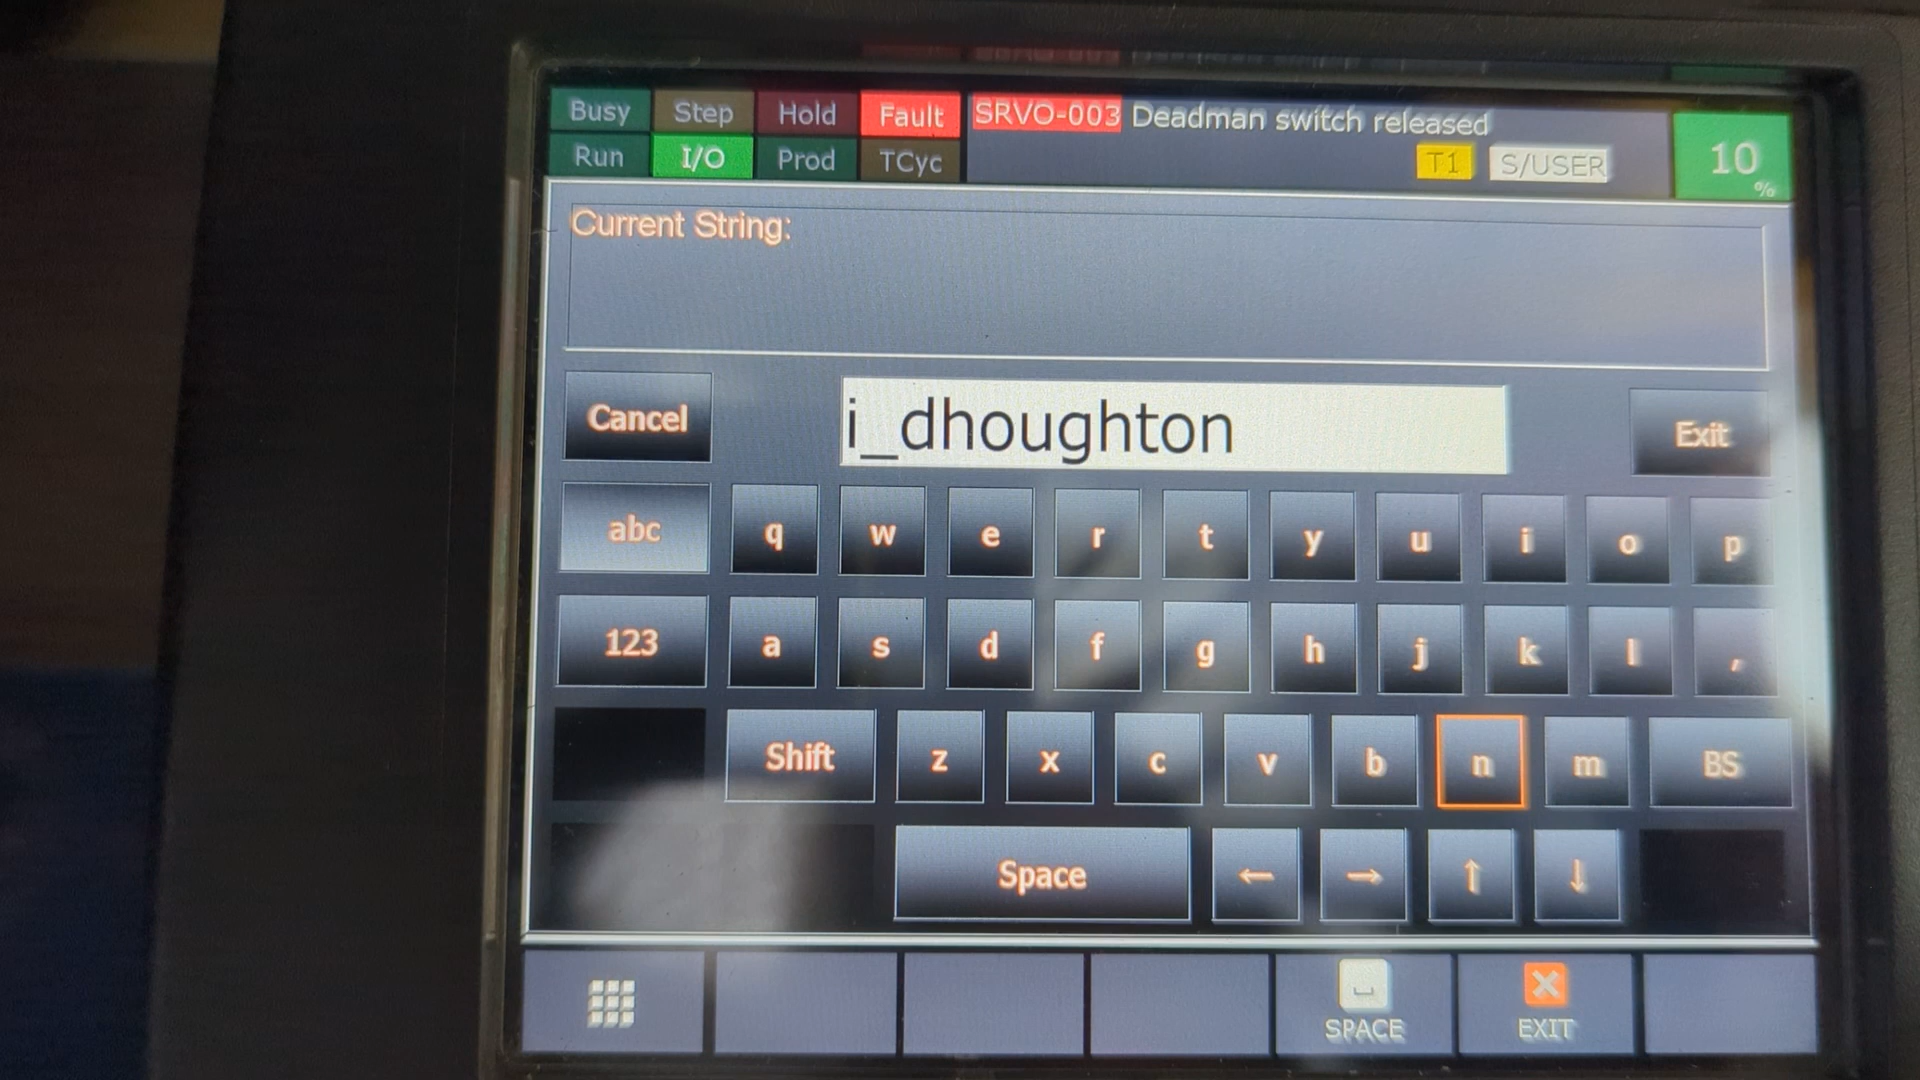 Busy Step Hold Fault SRVO-003 Deadman switch released
Run I/O Prod TCyc T1 S/USER 10 %
Current String:
Cancel i_dhoughton Exit
abc q w e r t y u i o p
123 a s d f g h j k l ,
Shift z x c v b n m BS
Space ← → ↑ ↓
SPACE EXIT